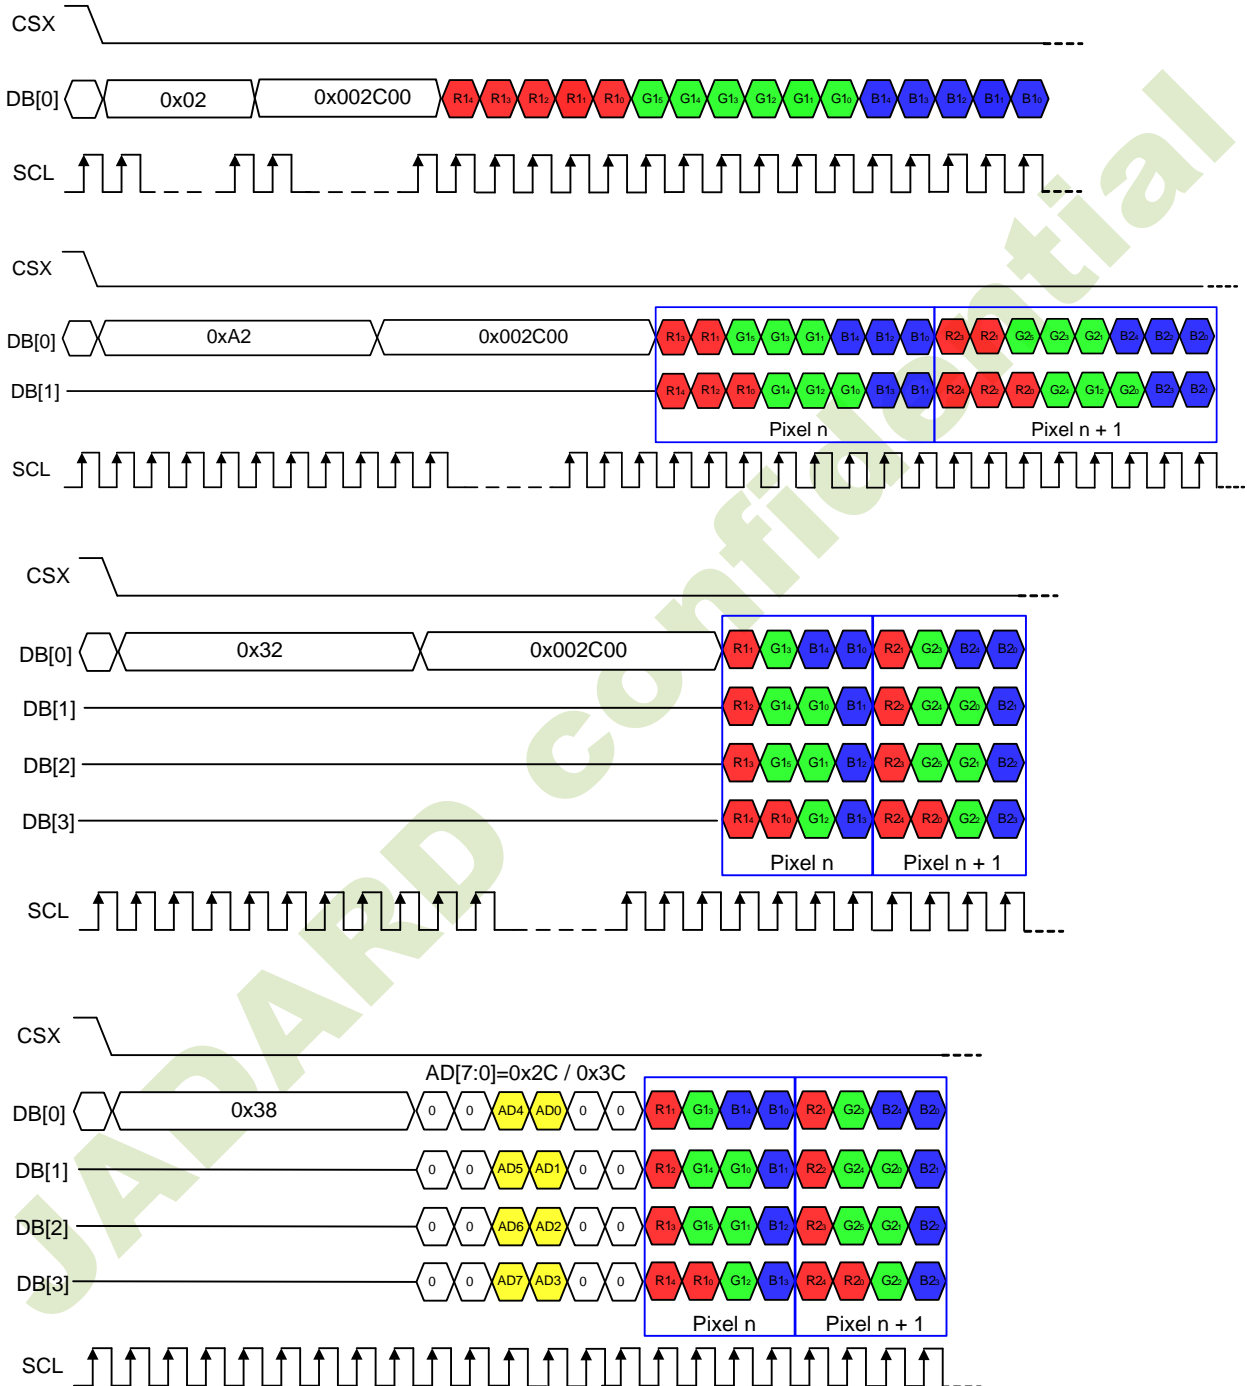 CSX
DB[0] 0x02 0x002C00 R14 R13 R12 R11 R10 G15 G14 G13 G12 G11 G10 B14 B13 B12 B11 B10
SCL
CSX
DB[0] 0xA2 0x002C00 R13 R11 G15 G13 G11 B14 B12 B10 R23 R21 G25 G23 G21 B24 B22 B20
DB[1] R14 R12 R10 G14 G12 G10 B13 B11 R24 R22 R20 G24 G12 G20 B23 B21
Pixel n Pixel n + 1
SCL
CSX
DB[0] 0x32 0x002C00 R11 G13 B14 B10 R21 G23 B24 B20
DB[1] R12 G14 G10 B11 R22 G24 G20 B21
DB[2] R13 G15 G11 B12 R23 G25 G21 B22
DB[3] R14 R10 G12 B13 R24 R20 G22 B23
Pixel n Pixel n + 1
SCL
CSX
AD[7:0]=0x2C / 0x3C
DB[0] 0x38 0 0 AD4 AD0 0 0 R11 G13 B14 B10 R21 G23 B24 B20
DB[1] 0 0 AD5 AD1 0 0 R12 G14 G10 B11 R22 G24 G20 B21
DB[2] 0 0 AD6 AD2 0 0 R13 G15 G11 B12 R23 G25 G21 B22
DB[3] 0 0 AD7 AD3 0 0 R14 R10 G12 B13 R24 R20 G22 B23
Pixel n Pixel n + 1
SCL
JADARD confidential